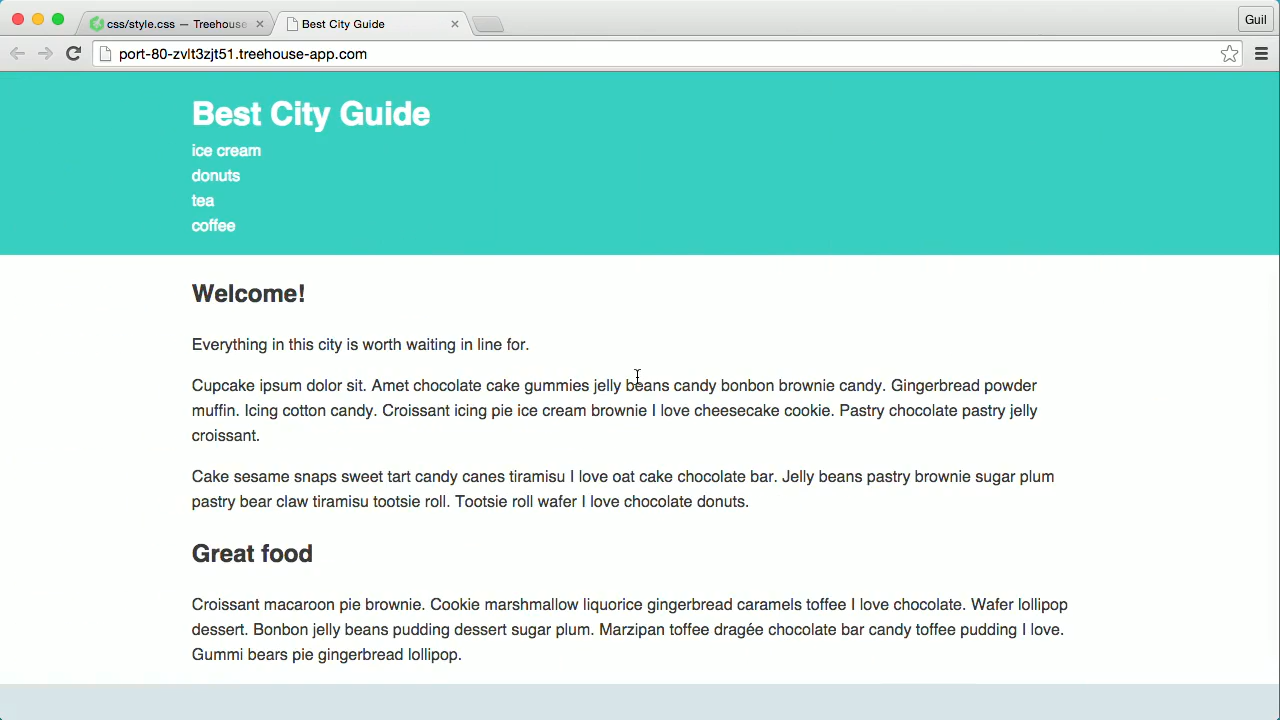 css/style.css — Treehouse
Best City Guide
Guil
port-80-zvlt3zjt51.treehouse-app.com
Best City Guide
ice cream
donuts
tea
coffee
Welcome!
Everything in this city is worth waiting in line for.
Cupcake ipsum dolor sit. Amet chocolate cake gummies jelly beans candy bonbon brownie candy. Gingerbread powder
muffin. Icing cotton candy. Croissant icing pie ice cream brownie I love cheesecake cookie. Pastry chocolate pastry jelly
croissant.
Cake sesame snaps sweet tart candy canes tiramisu I love oat cake chocolate bar. Jelly beans pastry brownie sugar plum
pastry bear claw tiramisu tootsie roll. Tootsie roll wafer I love chocolate donuts.
Great food
Croissant macaroon pie brownie. Cookie marshmallow liquorice gingerbread caramels toffee I love chocolate. Wafer lollipop
dessert. Bonbon jelly beans pudding dessert sugar plum. Marzipan toffee dragée chocolate bar candy toffee pudding I love.
Gummi bears pie gingerbread lollipop.